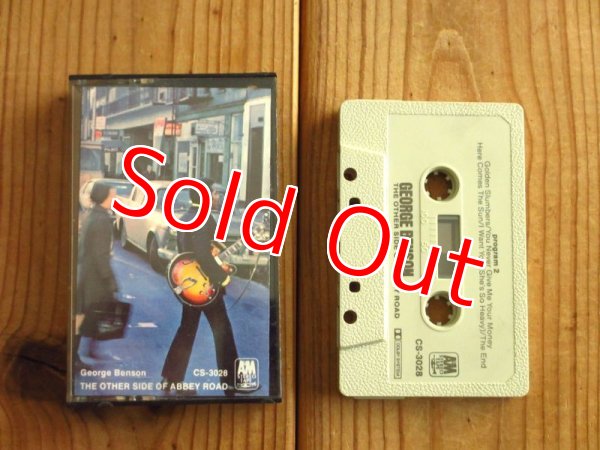 Sold Out
George Benson CS-3028
THE OTHER SIDE OF ABBEY ROAD
A&M
GEORGE BENSON
THE OTHER SIDE ROAD
program 2
Golden Slumbers/You Never Give Me Your Money
Here Comes The Sun/I Want You She's So Heavy)/The End
DOLBY SYSTEM
CS-3028
A&M